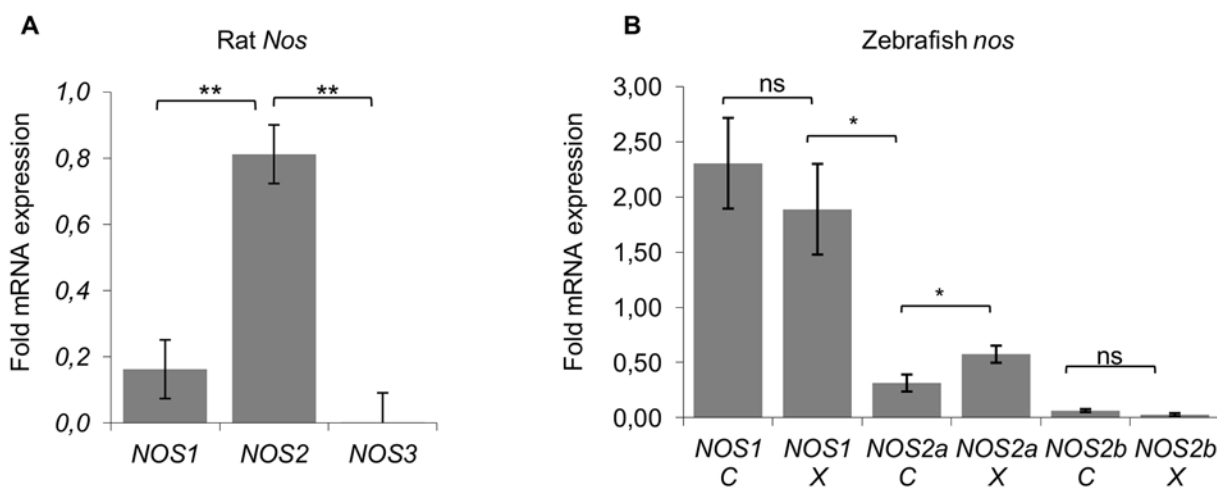 A
Rat Nos
Fold mRNA expression
1,0
0,8
0,6
0,4
0,2
0,0
**
**
NOS1
NOS2
NOS3
B
Zebrafish nos
Fold mRNA expression
3,00
2,50
2,00
1,50
1,00
0,50
0,00
ns
*
*
ns
NOS1
C
NOS1
X
NOS2a
C
NOS2a
X
NOS2b
C
NOS2b
X